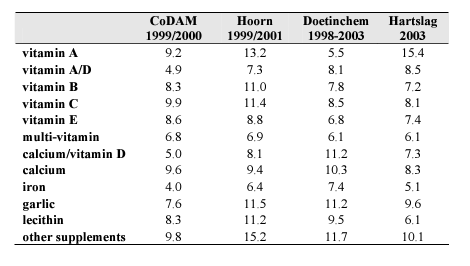 CoDAM Hoorn Doetinchem Hartslag
1999/2000 1999/2001 1998-2003 2003
vitamin A 9.2 13.2 5.5 15.4
vitamin A/D 4.9 7.3 8.1 8.5
vitamin B 8.3 11.0 7.8 7.2
vitamin C 9.9 11.4 8.5 8.1
vitamin E 8.6 8.8 6.8 7.4
multi-vitamin 6.8 6.9 6.1 6.1
calcium/vitamin D 5.0 8.1 11.2 7.3
calcium 9.6 9.4 10.3 8.3
iron 4.0 6.4 7.4 5.1
garlic 7.6 11.5 11.2 9.6
lecithin 8.3 11.2 9.5 6.1
other supplements 9.8 15.2 11.7 10.1